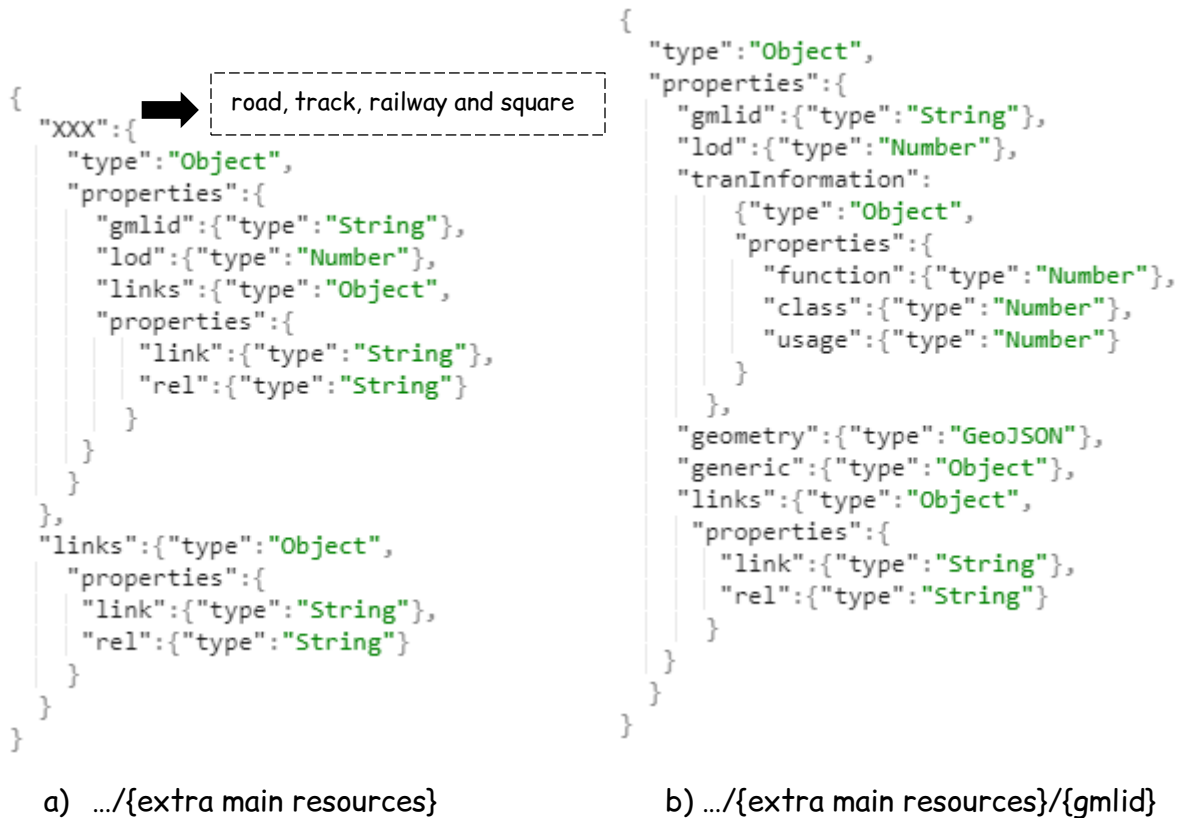 {
"XXX":{
road, track, railway and square
"type":"Object",
"properties":{
"gmlid":{"type":"String"},
"lod":{"type":"Number"},
"links":{"type":"Object",
"properties":{
"link":{"type":"String"},
"rel":{"type":"String"}
}
}
}
},
"links":{"type":"Object",
"properties":{
"link":{"type":"String"},
"rel":{"type":"String"}
}
}
}
a) .../{extra main resources}
{
"type":"Object",
"properties":{
"gmlid":{"type":"String"},
"lod":{"type":"Number"},
"tranInformation":
{"type":"Object",
"properties":{
"function":{"type":"Number"},
"class":{"type":"Number"},
"usage":{"type":"Number"}
}
},
"geometry":{"type":"GeoJSON"},
"generic":{"type":"Object"},
"links":{"type":"Object",
"properties":{
"link":{"type":"String"},
"rel":{"type":"String"}
}
}
}
}
b) .../{extra main resources}/{gmlid}